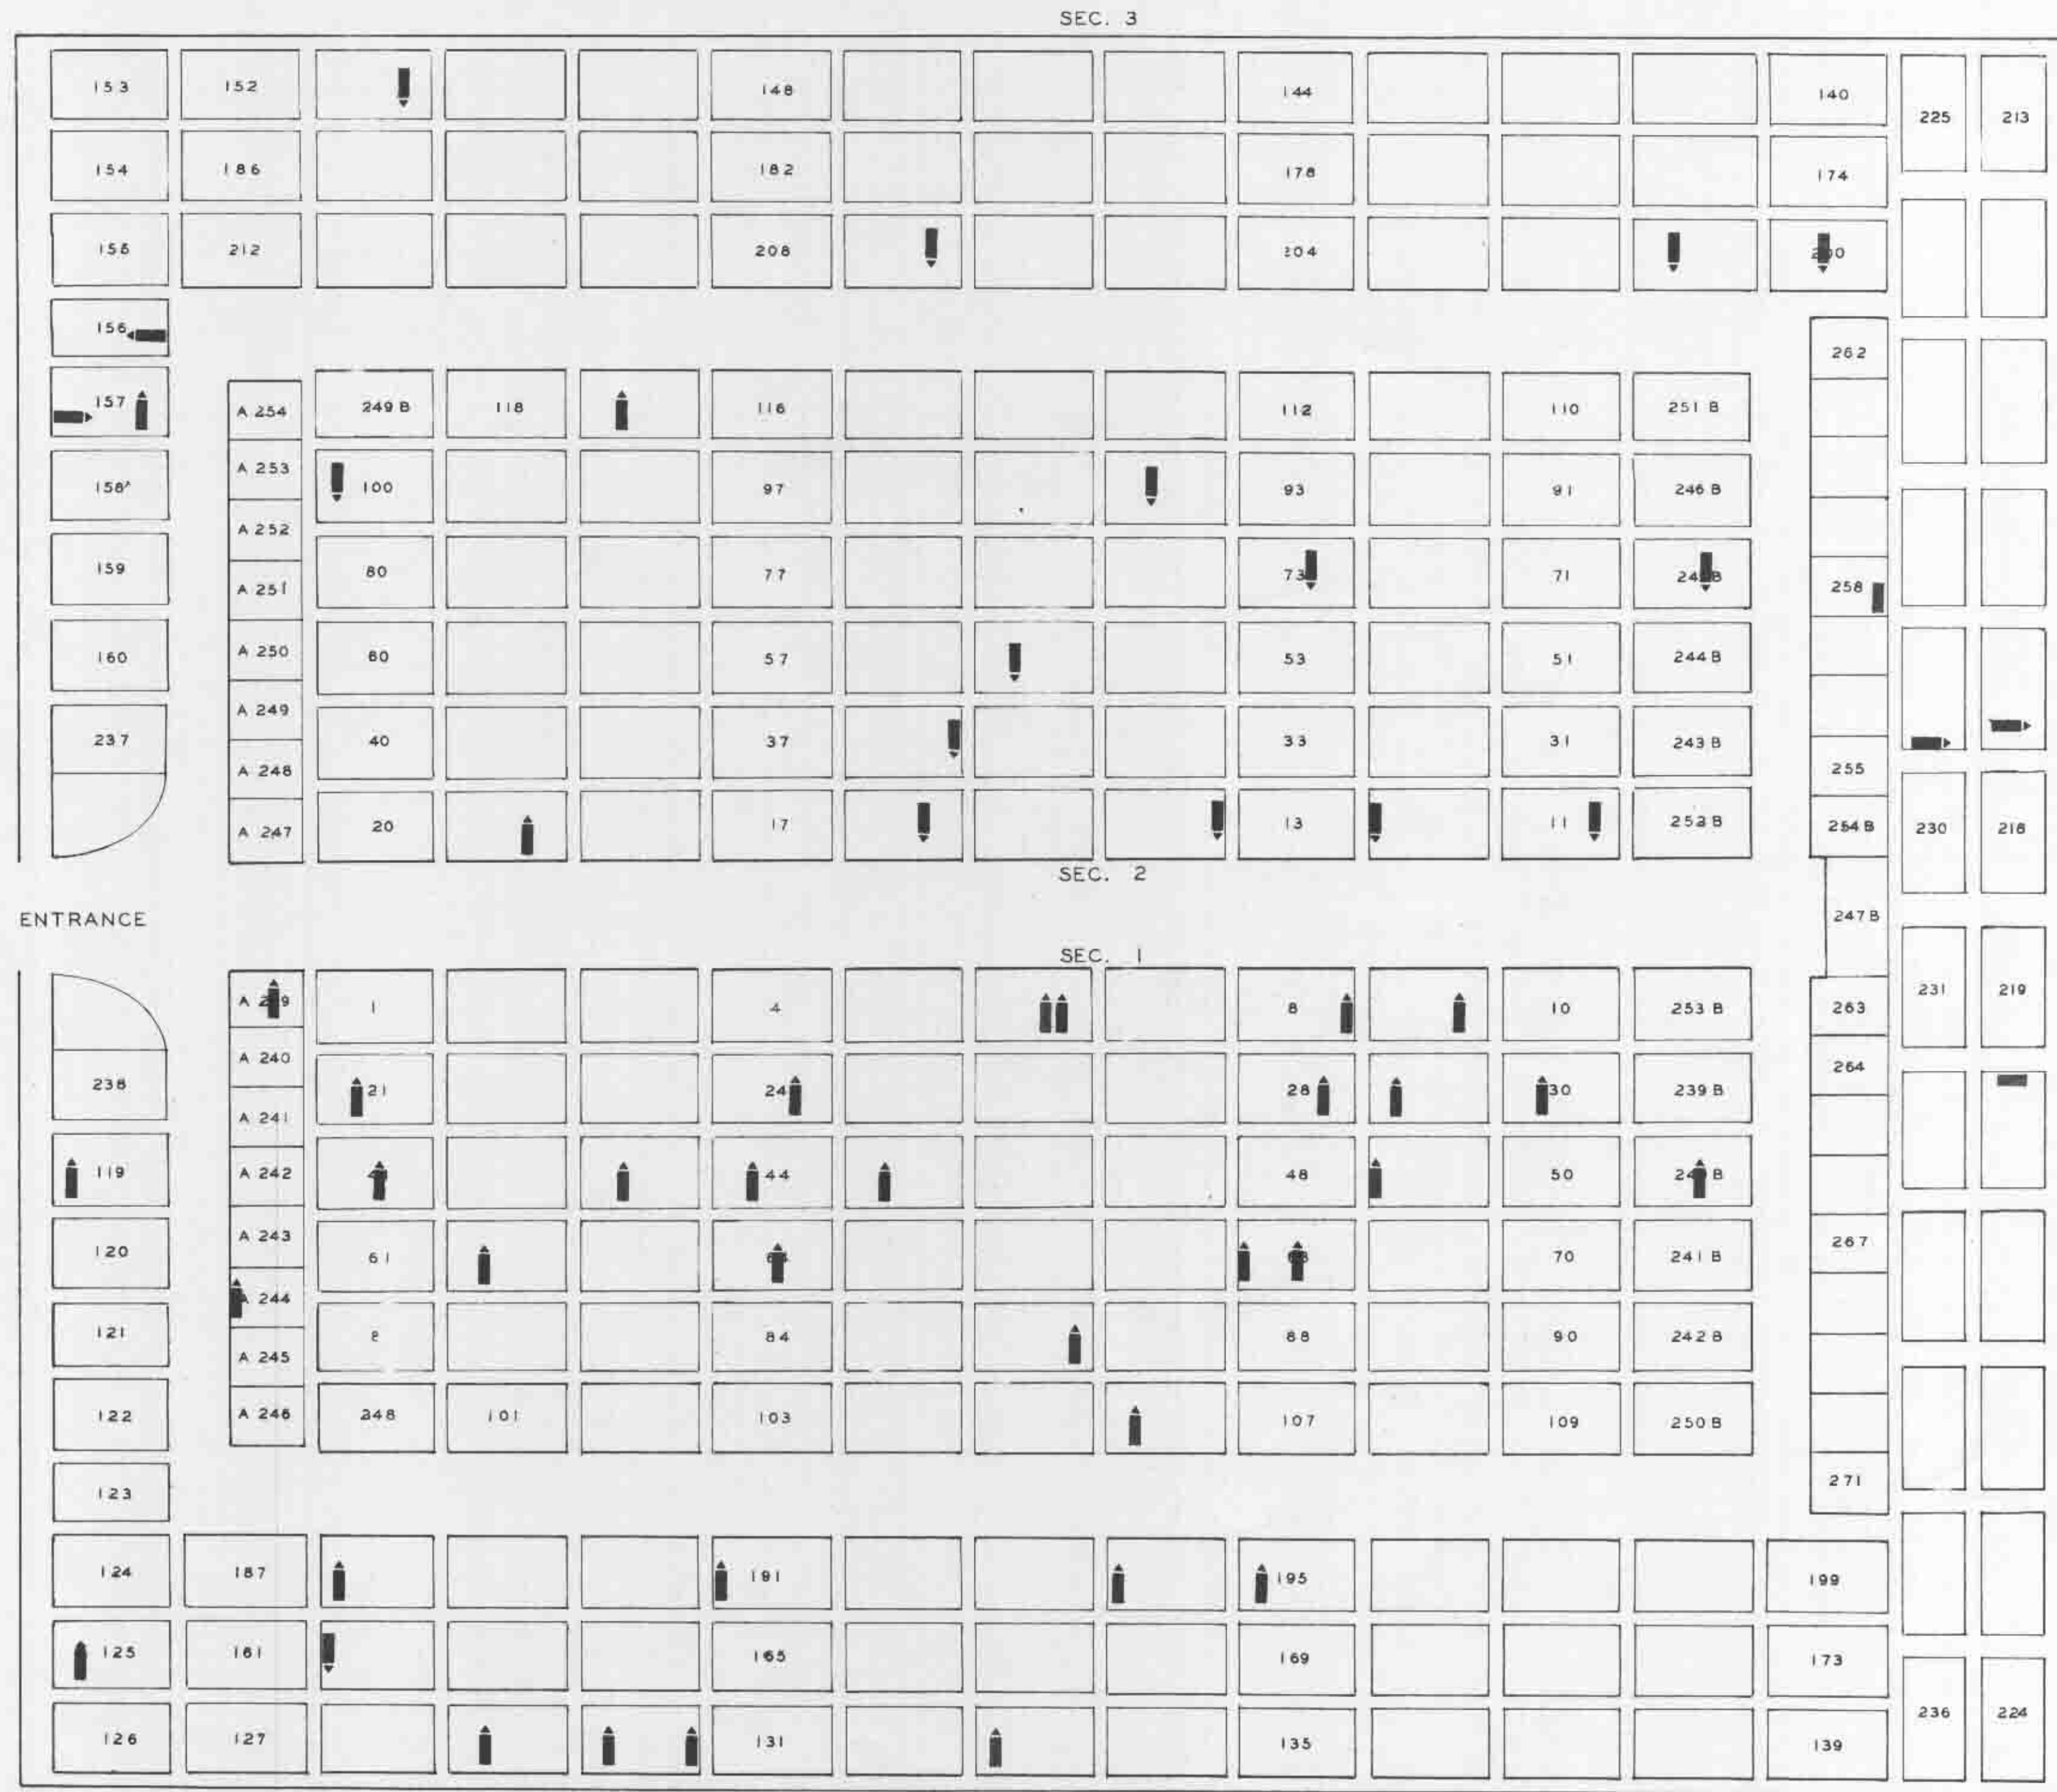 SEC. 3
153 152 148 144 140
225 213
154 186 182 178 174
155 212 208 204
156
262
157 A 254 249 B 118 116 112 110 251 B
A 253
158A 100 97 93 91 246 B
A 252
159 80 77 73 71
A 251 258
160 A 250 60 57 53 51 244 B
A 249
237 40 37 33 31 243 B
A 248 255
A 247 20 17 13 11 252 B 254 B 230 218
SEC. 2
ENTRANCE 247 B
SEC. 1
231 219
1 4 8 10 253 B 263
A 240 264
238 21 24 28 30 239 B
A 241
119 A 242 44 48 50
A 243 267
120 61 70 241 B
A 244
121 84 88 90 242 B
A 245
122 A 246 248 101 103 107 109 250 B
271
123
124 187 191 195 199
125 161 165 169 173
236 224
126 127 131 135 139